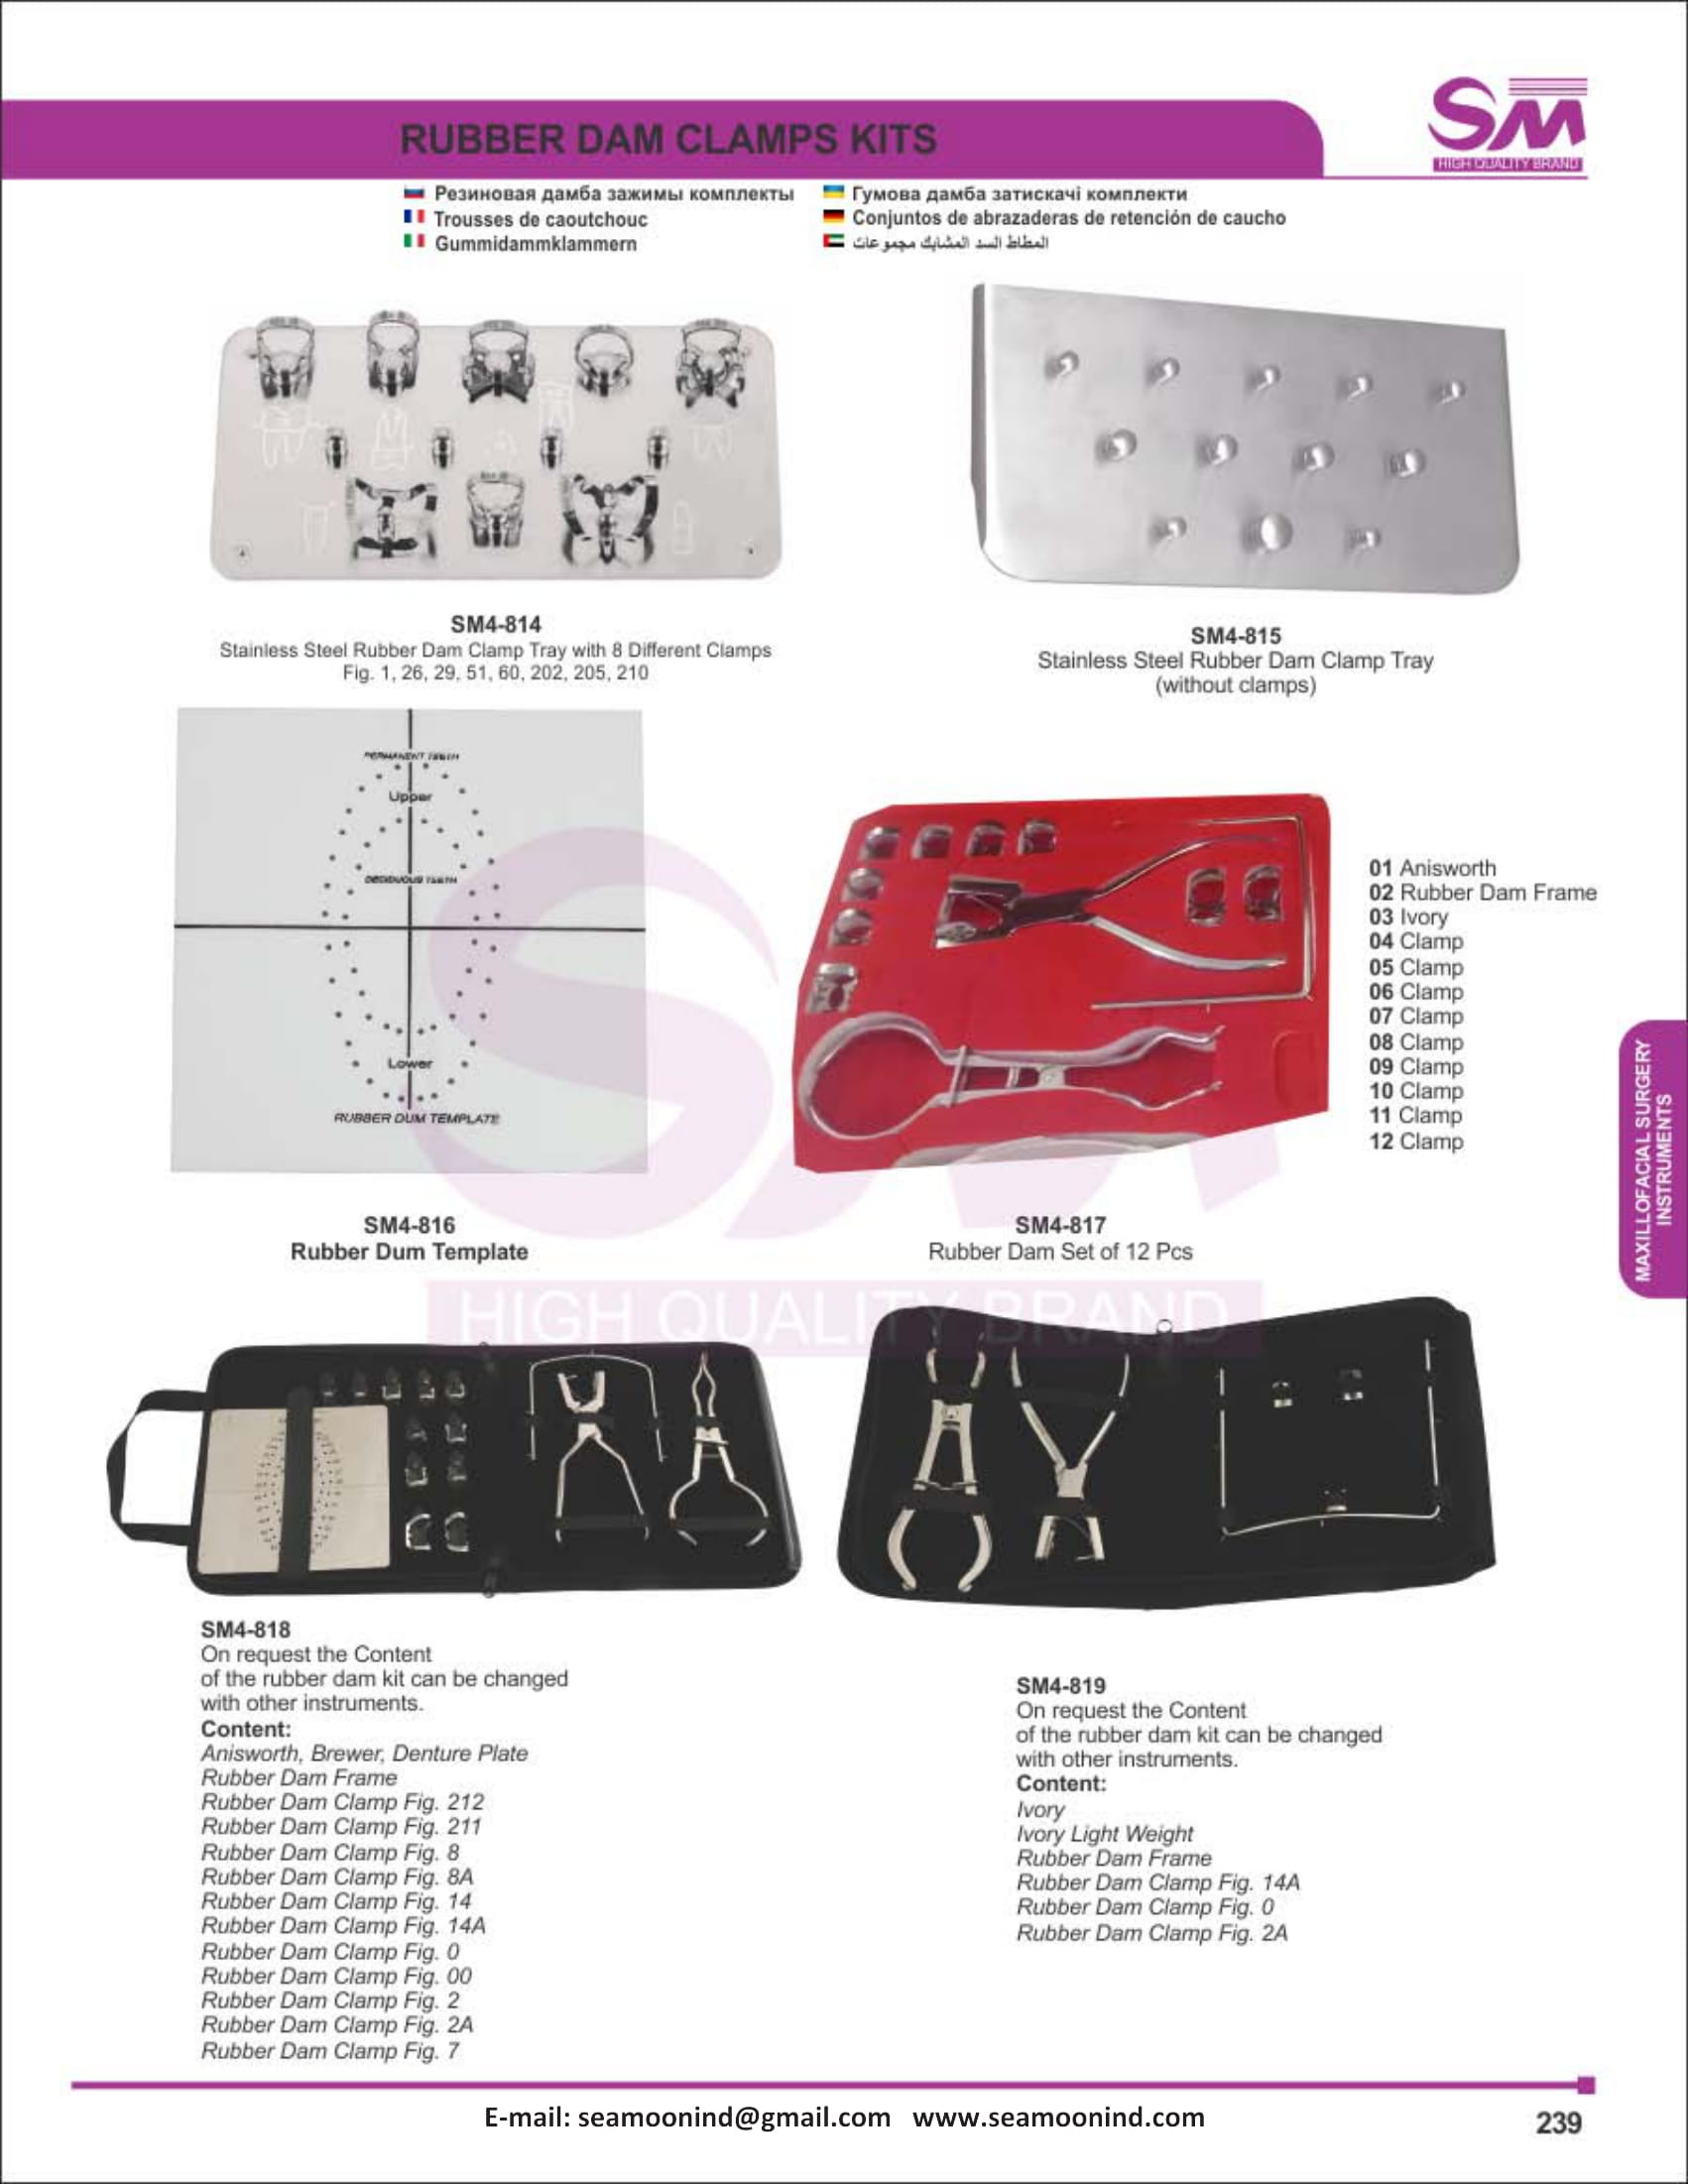 SM
HIGH QUALITY BRAND
RUBBER DAM CLAMPS KITS
Резиновая дамба зажимы комплекты
Trousses de caoutchouc
Gummidammklammern
Гумова дамба затискачі комплекти
Conjuntos de abrazaderas de retención de caucho
المطاط السد المشابك مجموعات
SM4-814
Stainless Steel Rubber Dam Clamp Tray with 8 Different Clamps
Fig. 1, 26, 29, 51, 60, 202, 205, 210
SM4-815
Stainless Steel Rubber Dam Clamp Tray
(without clamps)
PERMANENT TEETH
Upper
DECIDUOUS TEETH
Lower
RUBBER DUM TEMPLATE
SM4-816
Rubber Dum Template
01 Anisworth
02 Rubber Dam Frame
03 Ivory
04 Clamp
05 Clamp
06 Clamp
07 Clamp
08 Clamp
09 Clamp
10 Clamp
11 Clamp
12 Clamp
SM4-817
Rubber Dam Set of 12 Pcs
MAXILLOFACIAL SURGERY
INSTRUMENTS
SM
HIGH QUALITY BRAND
SM4-818
On request the Content
of the rubber dam kit can be changed
with other instruments.
Content:
Anisworth, Brewer, Denture Plate
Rubber Dam Frame
Rubber Dam Clamp Fig. 212
Rubber Dam Clamp Fig. 211
Rubber Dam Clamp Fig. 8
Rubber Dam Clamp Fig. 8A
Rubber Dam Clamp Fig. 14
Rubber Dam Clamp Fig. 14A
Rubber Dam Clamp Fig. 0
Rubber Dam Clamp Fig. 00
Rubber Dam Clamp Fig. 2
Rubber Dam Clamp Fig. 2A
Rubber Dam Clamp Fig. 7
SM4-819
On request the Content
of the rubber dam kit can be changed
with other instruments.
Content:
Ivory
Ivory Light Weight
Rubber Dam Frame
Rubber Dam Clamp Fig. 14A
Rubber Dam Clamp Fig. 0
Rubber Dam Clamp Fig. 2A
E-mail: seamoonind@gmail.com www.seamoonind.com
239